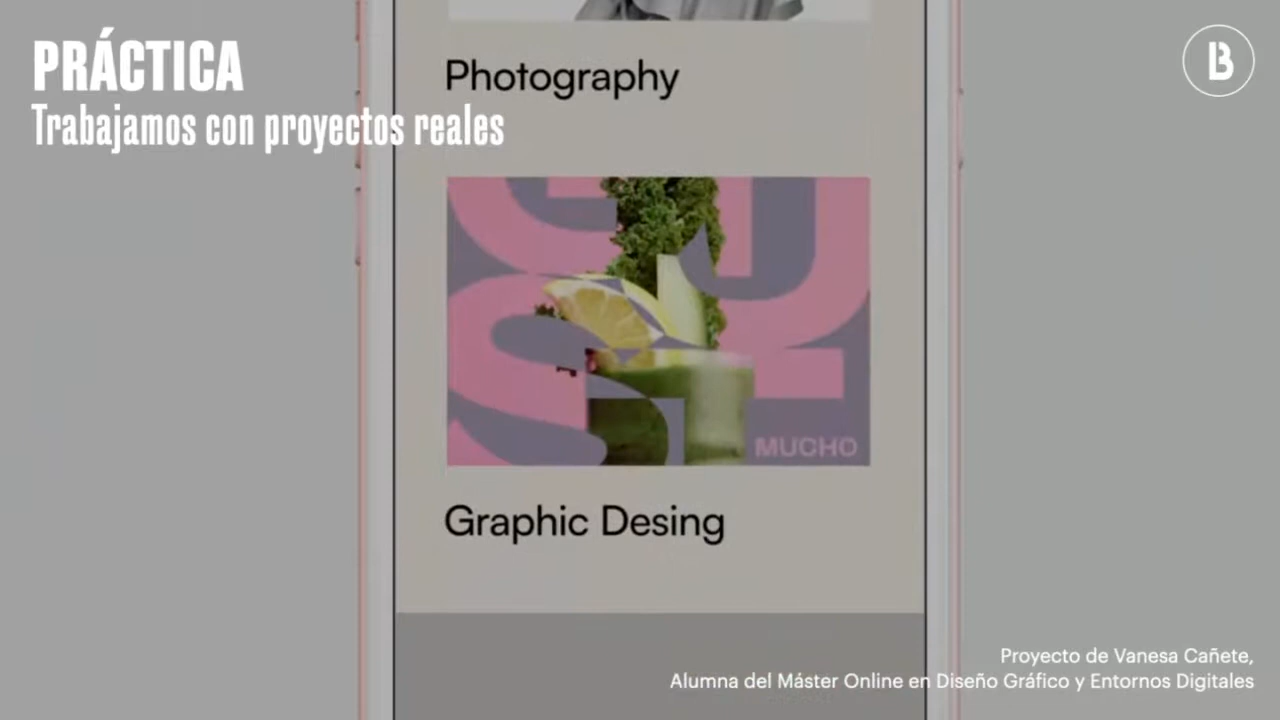 PRÁCTICA
Trabajamos con proyectos reales
B
Photography
MUCHO
Graphic Desing
Proyecto de Vanesa Cañete,
Alumna del Máster Online en Diseño Gráfico y Entornos Digitales